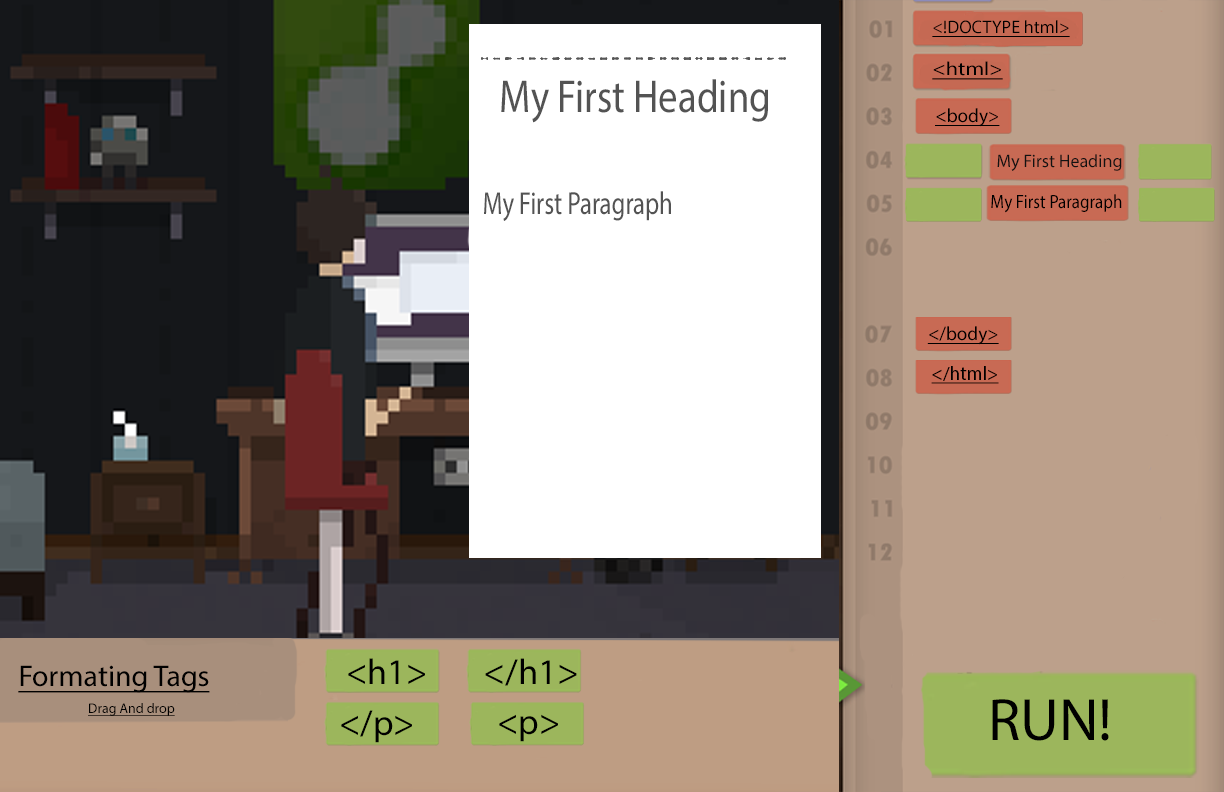 My First Heading
My First Paragraph
01 <!DOCTYPE html>
02 <html>
03 <body>
04 My First Heading
05 My First Paragraph
06
07 </body>
08 </html>
09
10
11
12
Formating Tags
Drag And drop
<h1> </h1>
</p> <p>
RUN!